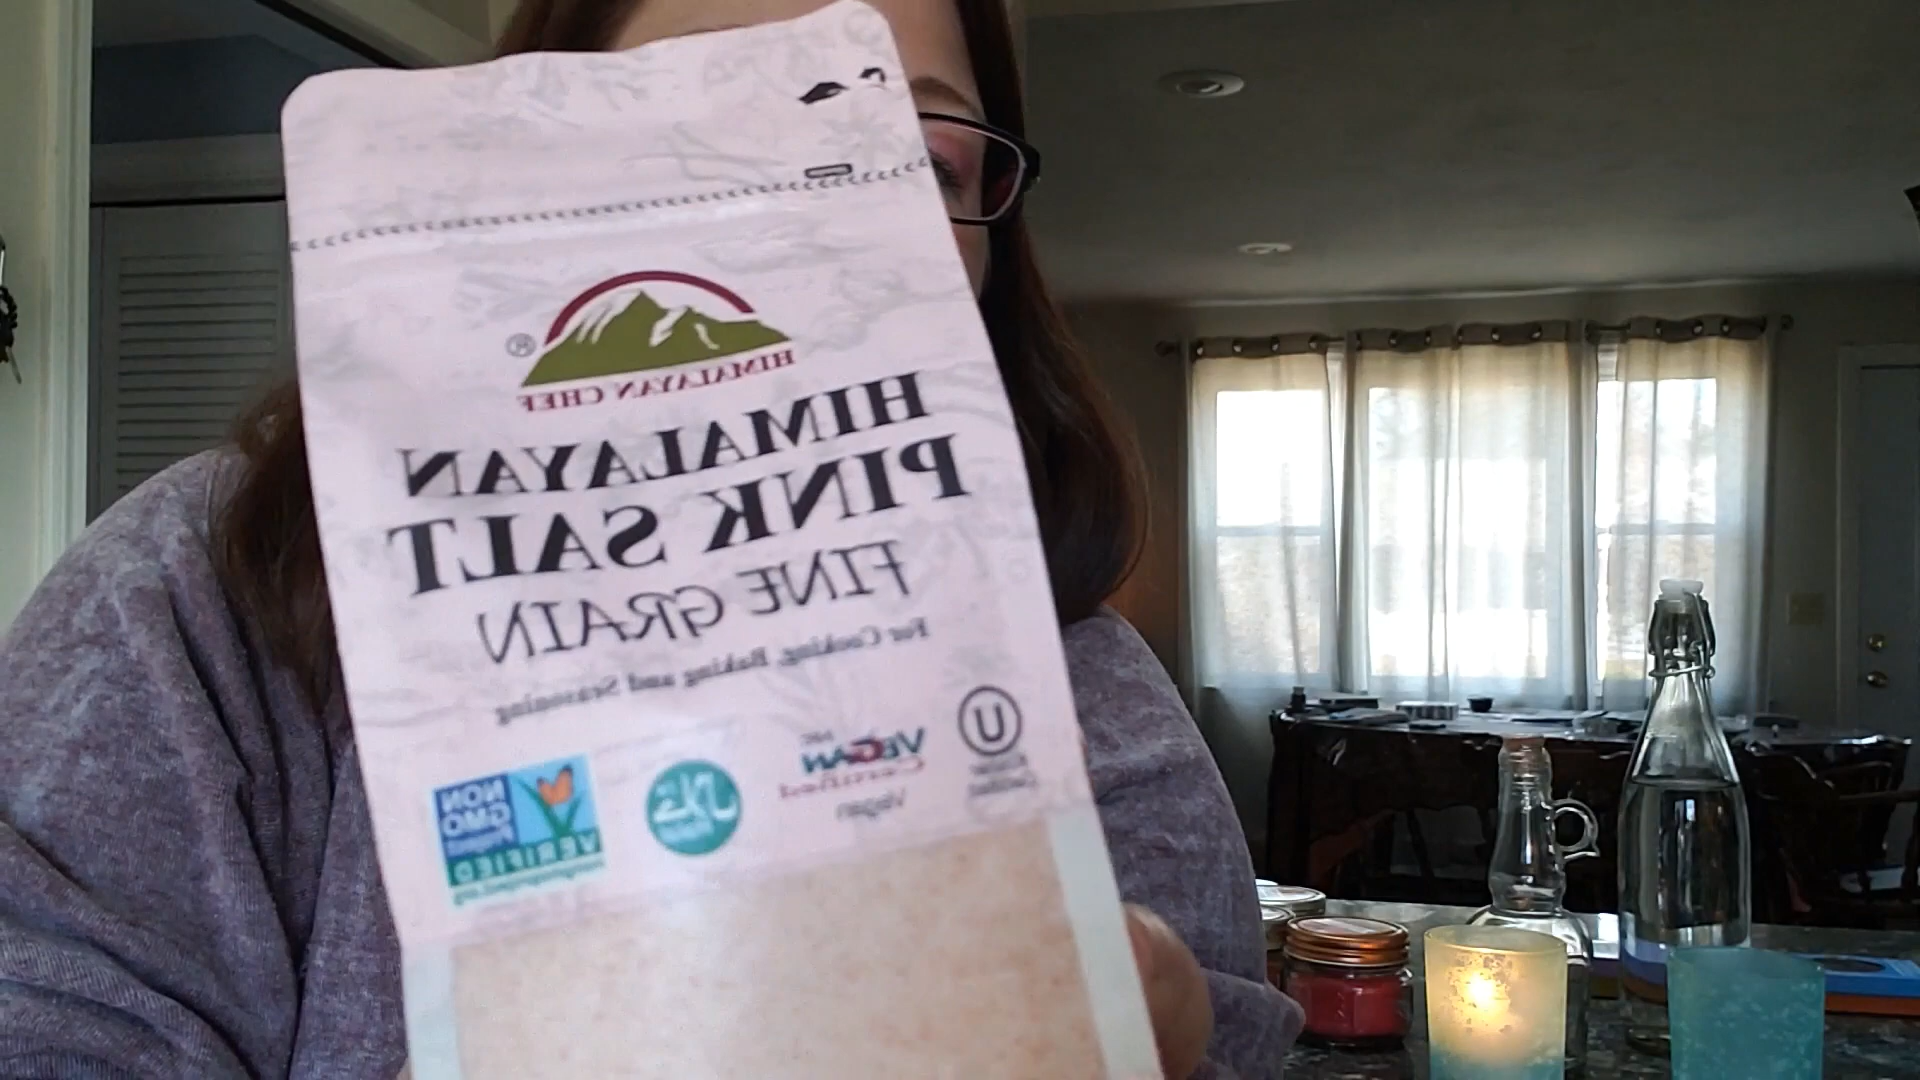 HIMALAYAN CHEF
®
HIMALAYAN
PINK SALT
FINE GRAIN
For Cooking, Baking and Seasoning
NON
GMO
Project
VERIFIED
VEGAN
Certified
Vegan
U